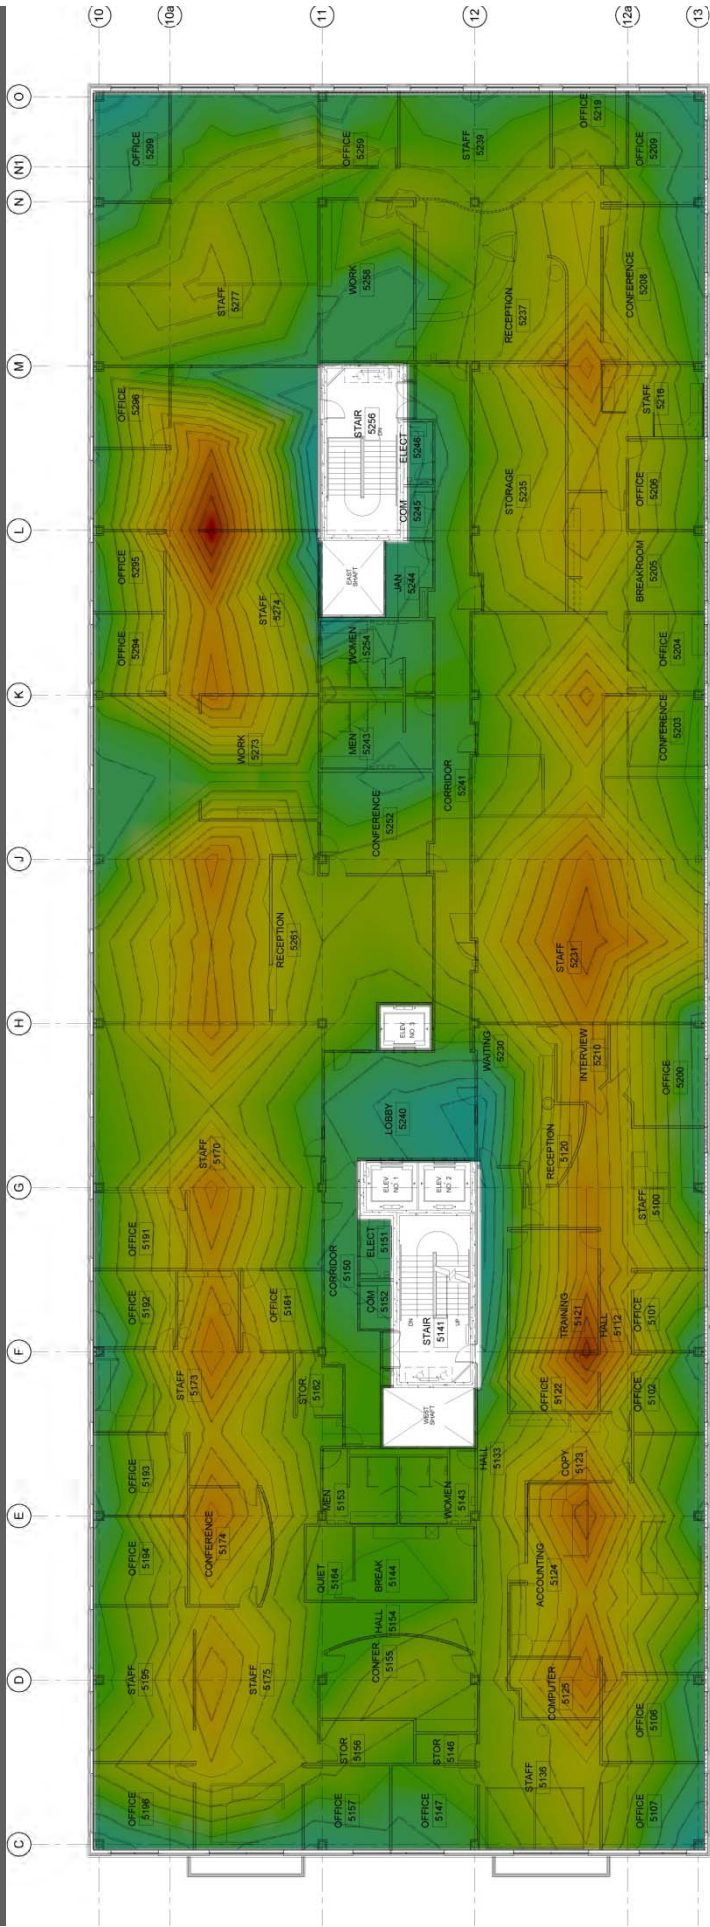 10
10a
11
12
12a
13
O
N1
N
M
L
K
J
H
G
F
E
D
C
OFFICE
5299
OFFICE
5259
STAFF
5239
OFFICE
5219
OFFICE
5209
STAFF
5277
WORK
5258
RECEPTION
5237
CONFERENCE
5208
OFFICE
5296
STAIR
5256
DN
ELECT
5246
STAFF
5216
COM
5245
STORAGE
5235
OFFICE
5206
OFFICE
5295
EAST
SHAFT
JAN
5244
BREAKROOM
5205
STAFF
5274
OFFICE
5294
WOMEN
5254
OFFICE
5204
WORK
5273
MEN
5243
CONFERENCE
5203
CORRIDOR
5241
CONFERENCE
5252
RECEPTION
5261
STAFF
5231
ELEV.
NO. 3
WAITING
5230
INTERVIEW
5210
OFFICE
5200
LOBBY
5240
STAFF
5170
RECEPTION
5120
ELEV.
NO. 1
ELEV.
NO. 2
STAFF
5100
OFFICE
5191
CORRIDOR
5150
ELECT
5151
OFFICE
5192
OFFICE
5161
COM
5152
STAIR
5141
DN
UP
TRAINING
5121
HALL
5112
OFFICE
5101
STAFF
5173
STOR.
5162
OFFICE
5122
OFFICE
5102
WEST
SHAFT
OFFICE
5193
MEN
5153
WOMEN
5143
HALL
5133
COPY
5123
CONFERENCE
5174
OFFICE
5194
QUIET
5164
BREAK
5144
ACCOUNTING
5124
HALL
5154
CONFER.
5155
STAFF
5195
STAFF
5175
COMPUTER
5125
OFFICE
5106
STOR
5156
STOR
5146
STAFF
5136
OFFICE
5196
OFFICE
5157
OFFICE
5147
OFFICE
5107